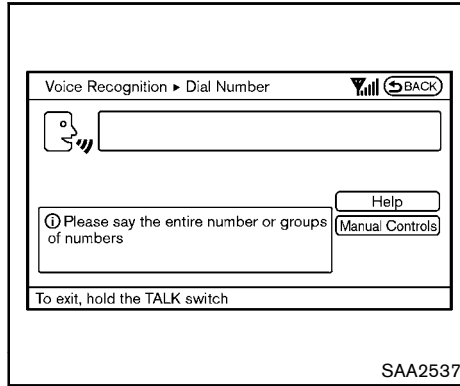 Voice Recognition ▸ Dial Number
BACK
Help
ⓘ Please say the entire number or groups
of numbers
Manual Controls
To exit, hold the TALK switch
SAA2537